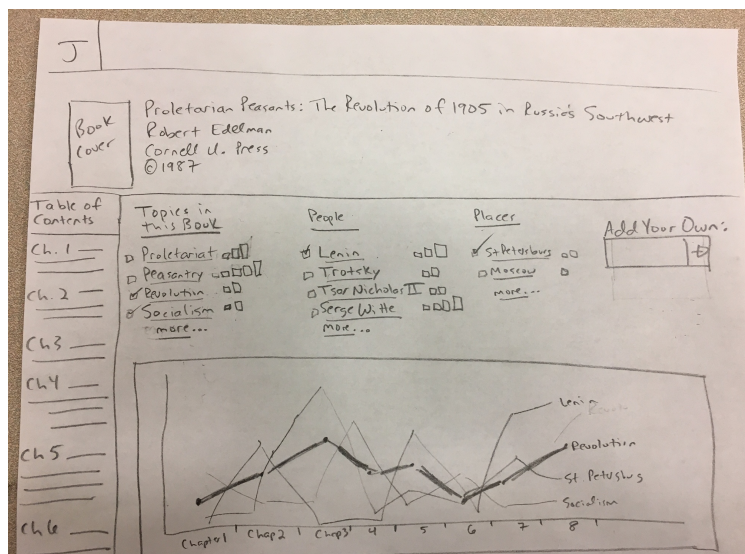 J
Book
Cover
Proletarian Peasants: The Revolution of 1905 in Russia's Southwest
Robert Edelman
Cornell U. Press
©1987
Table of
Contents
Ch. 1
Ch. 2
Ch3
Ch4
Ch5
Ch6
Topics in
this Book
Proletariat
Peasantry
Revolution
Socialism
more...
People
Lenin
Trotsky
Tsar Nicholas II
Serge Witte
more...
Places
St Petersburg
Moscow
more...
Add Your Own:
Lenin
Revolution
St Petersburg
Socialism
Chapter 1 Chap 2 Chap 3 4 5 6 7 8